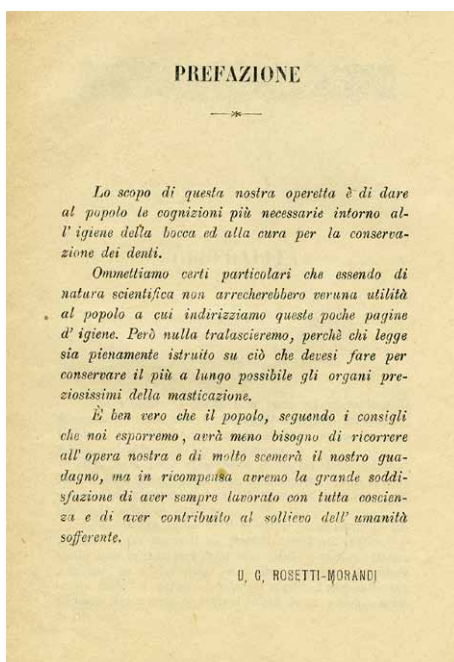 PREFAZIONE
Lo scopo di questa nostra operetta è di dare
al popolo le cognizioni più necessarie intorno al-
l' igiene della bocca ed alla cura per la conserva-
zione dei denti.
Ommettiamo certi particolari che essendo di
natura scientifica non arrecherebbero veruna utilità
al popolo a cui indirizziamo queste poche pagine
d' igiene. Però nulla tralascieremo, perchè chi legge
sia pienamente istruito su ciò che devesi fare per
conservare il più a lungo possibile gli organi pre-
ziosissimi della masticazione.
È ben vero che il popolo, seguendo i consigli
che noi esporremo, avrà meno bisogno di ricorrere
all' opera nostra e di molto scemerà il nostro gua-
dagno, ma in ricompensa avremo la grande soddi-
sfazione di aver sempre lavorato con tutta coscien-
za e di aver contribuito al sollievo dell' umanità
sofferente.
U. G. ROSETTI-MORANDI